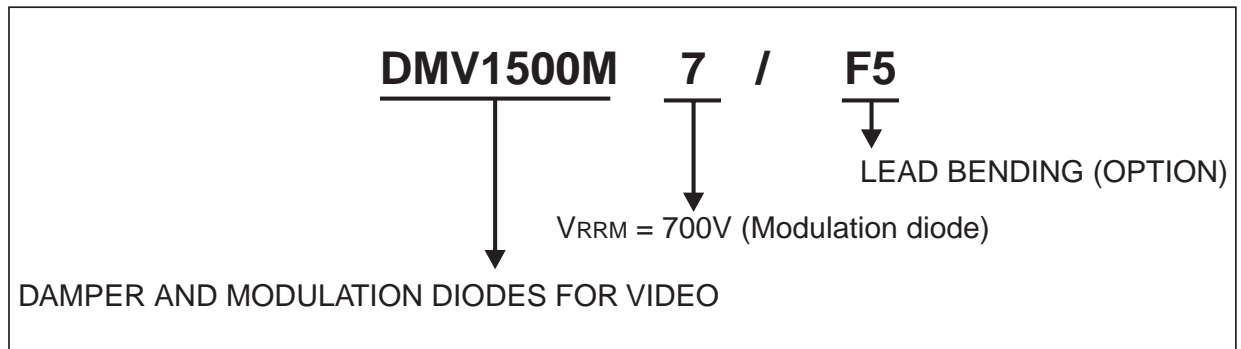 DMV1500M 7 / F5
LEAD BENDING (OPTION)
VRRM = 700V (Modulation diode)
DAMPER AND MODULATION DIODES FOR VIDEO